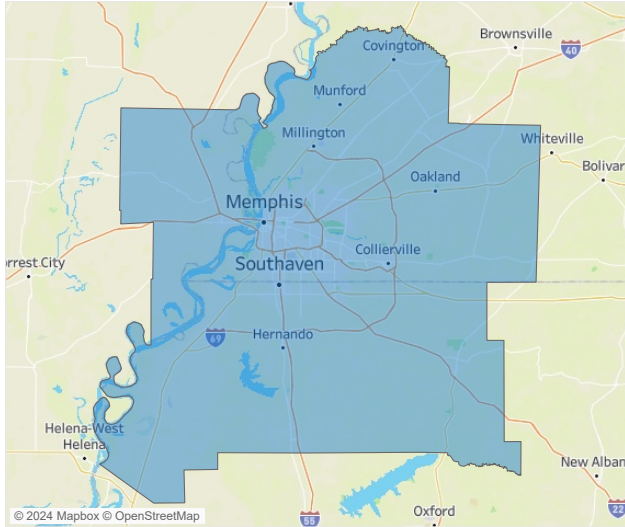 Covington
Brownsville
40
Munford
Millington
Whiteville
Oakland
Bolivar
Memphis
Collierville
orrest City
Southaven
69
Hernando
Helena-West
Helena
New Alban
Oxford
55
22
© 2024 Mapbox © OpenStreetMap